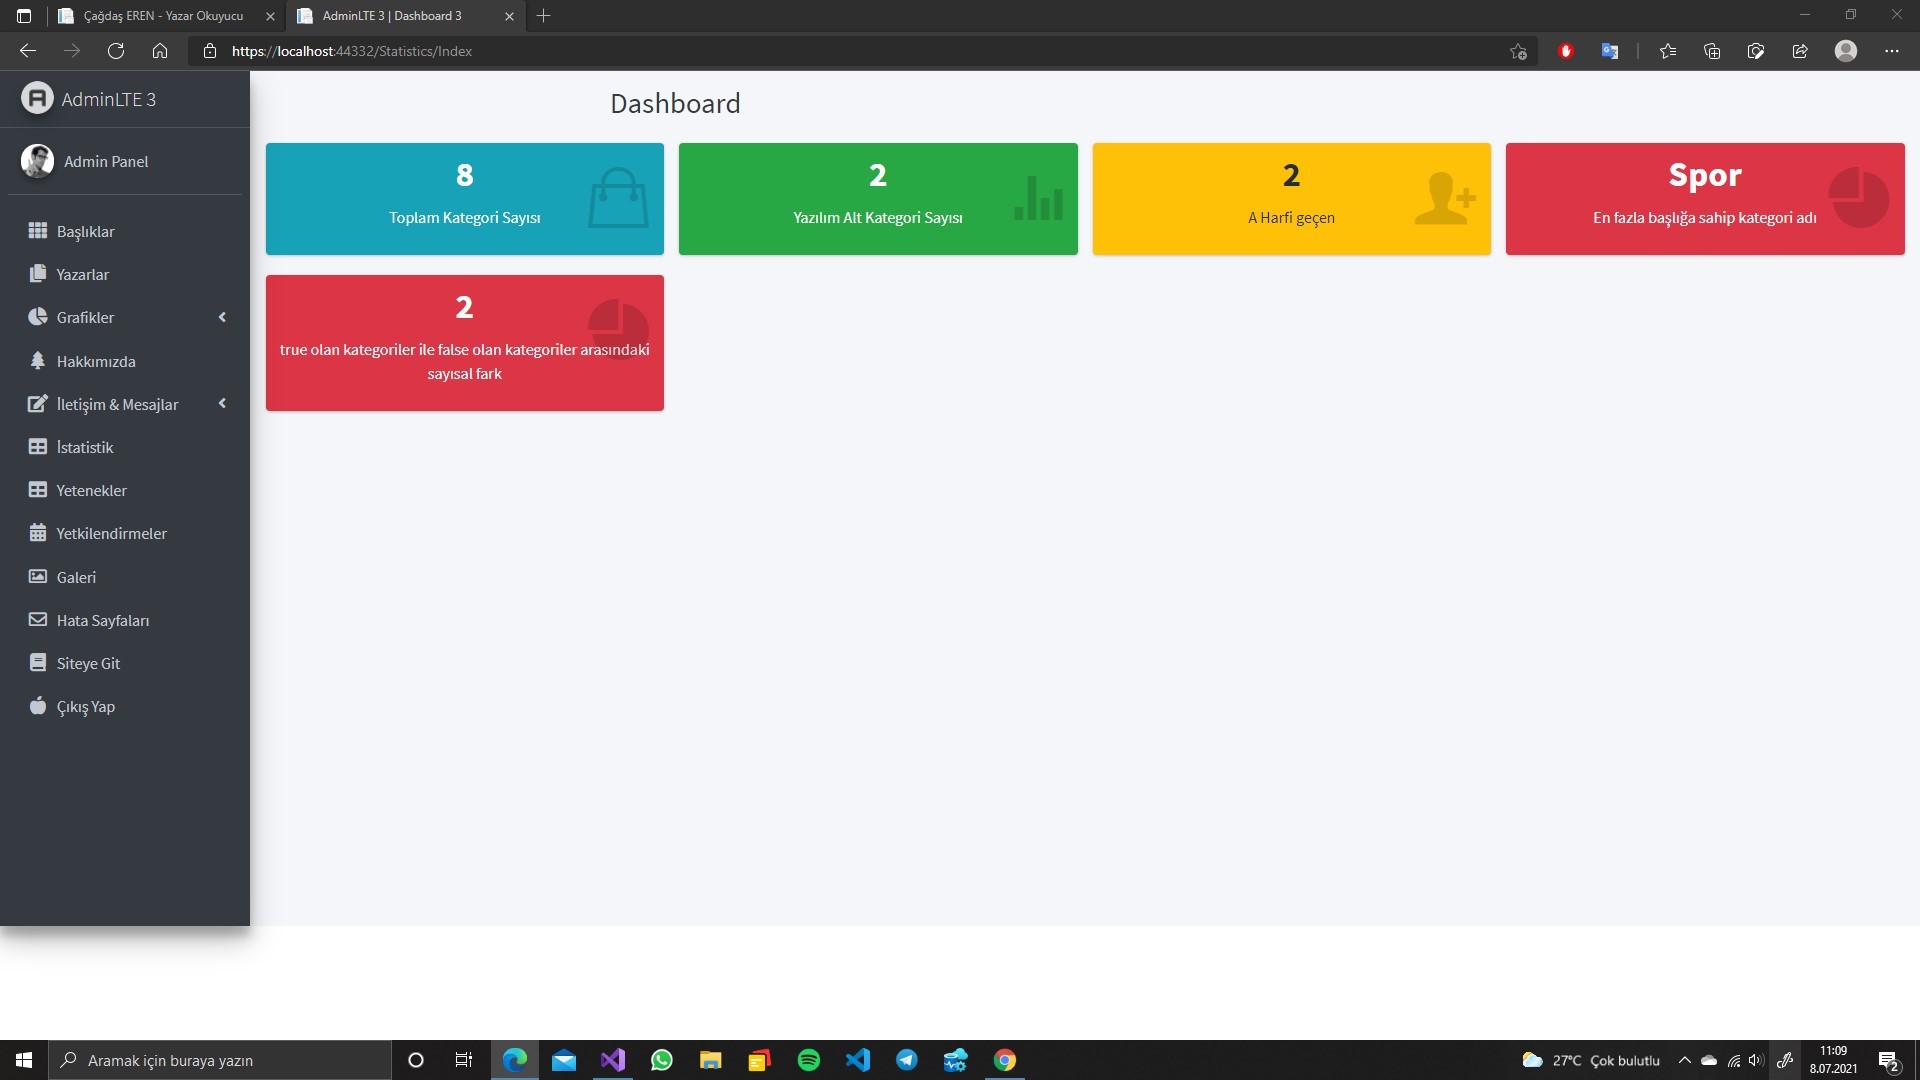 Çağdaş EREN - Yazar Okuyucu
AdminLTE 3 | Dashboard 3
https://localhost:44332/Statistics/Index
AdminLTE 3
Admin Panel
Başlıklar
Yazarlar
Grafikler
Hakkımızda
İletişim & Mesajlar
İstatistik
Yetenekler
Yetkilendirmeler
Galeri
Hata Sayfaları
Siteye Git
Çıkış Yap
Dashboard
8
Toplam Kategori Sayısı
2
Yazılım Alt Kategori Sayısı
2
A Harfi geçen
Spor
En fazla başlığa sahip kategori adı
2
true olan kategoriler ile false olan kategoriler arasındaki
sayısal fark
Aramak için buraya yazın
27°C Çok bulutlu
11:09
8.07.2021
2